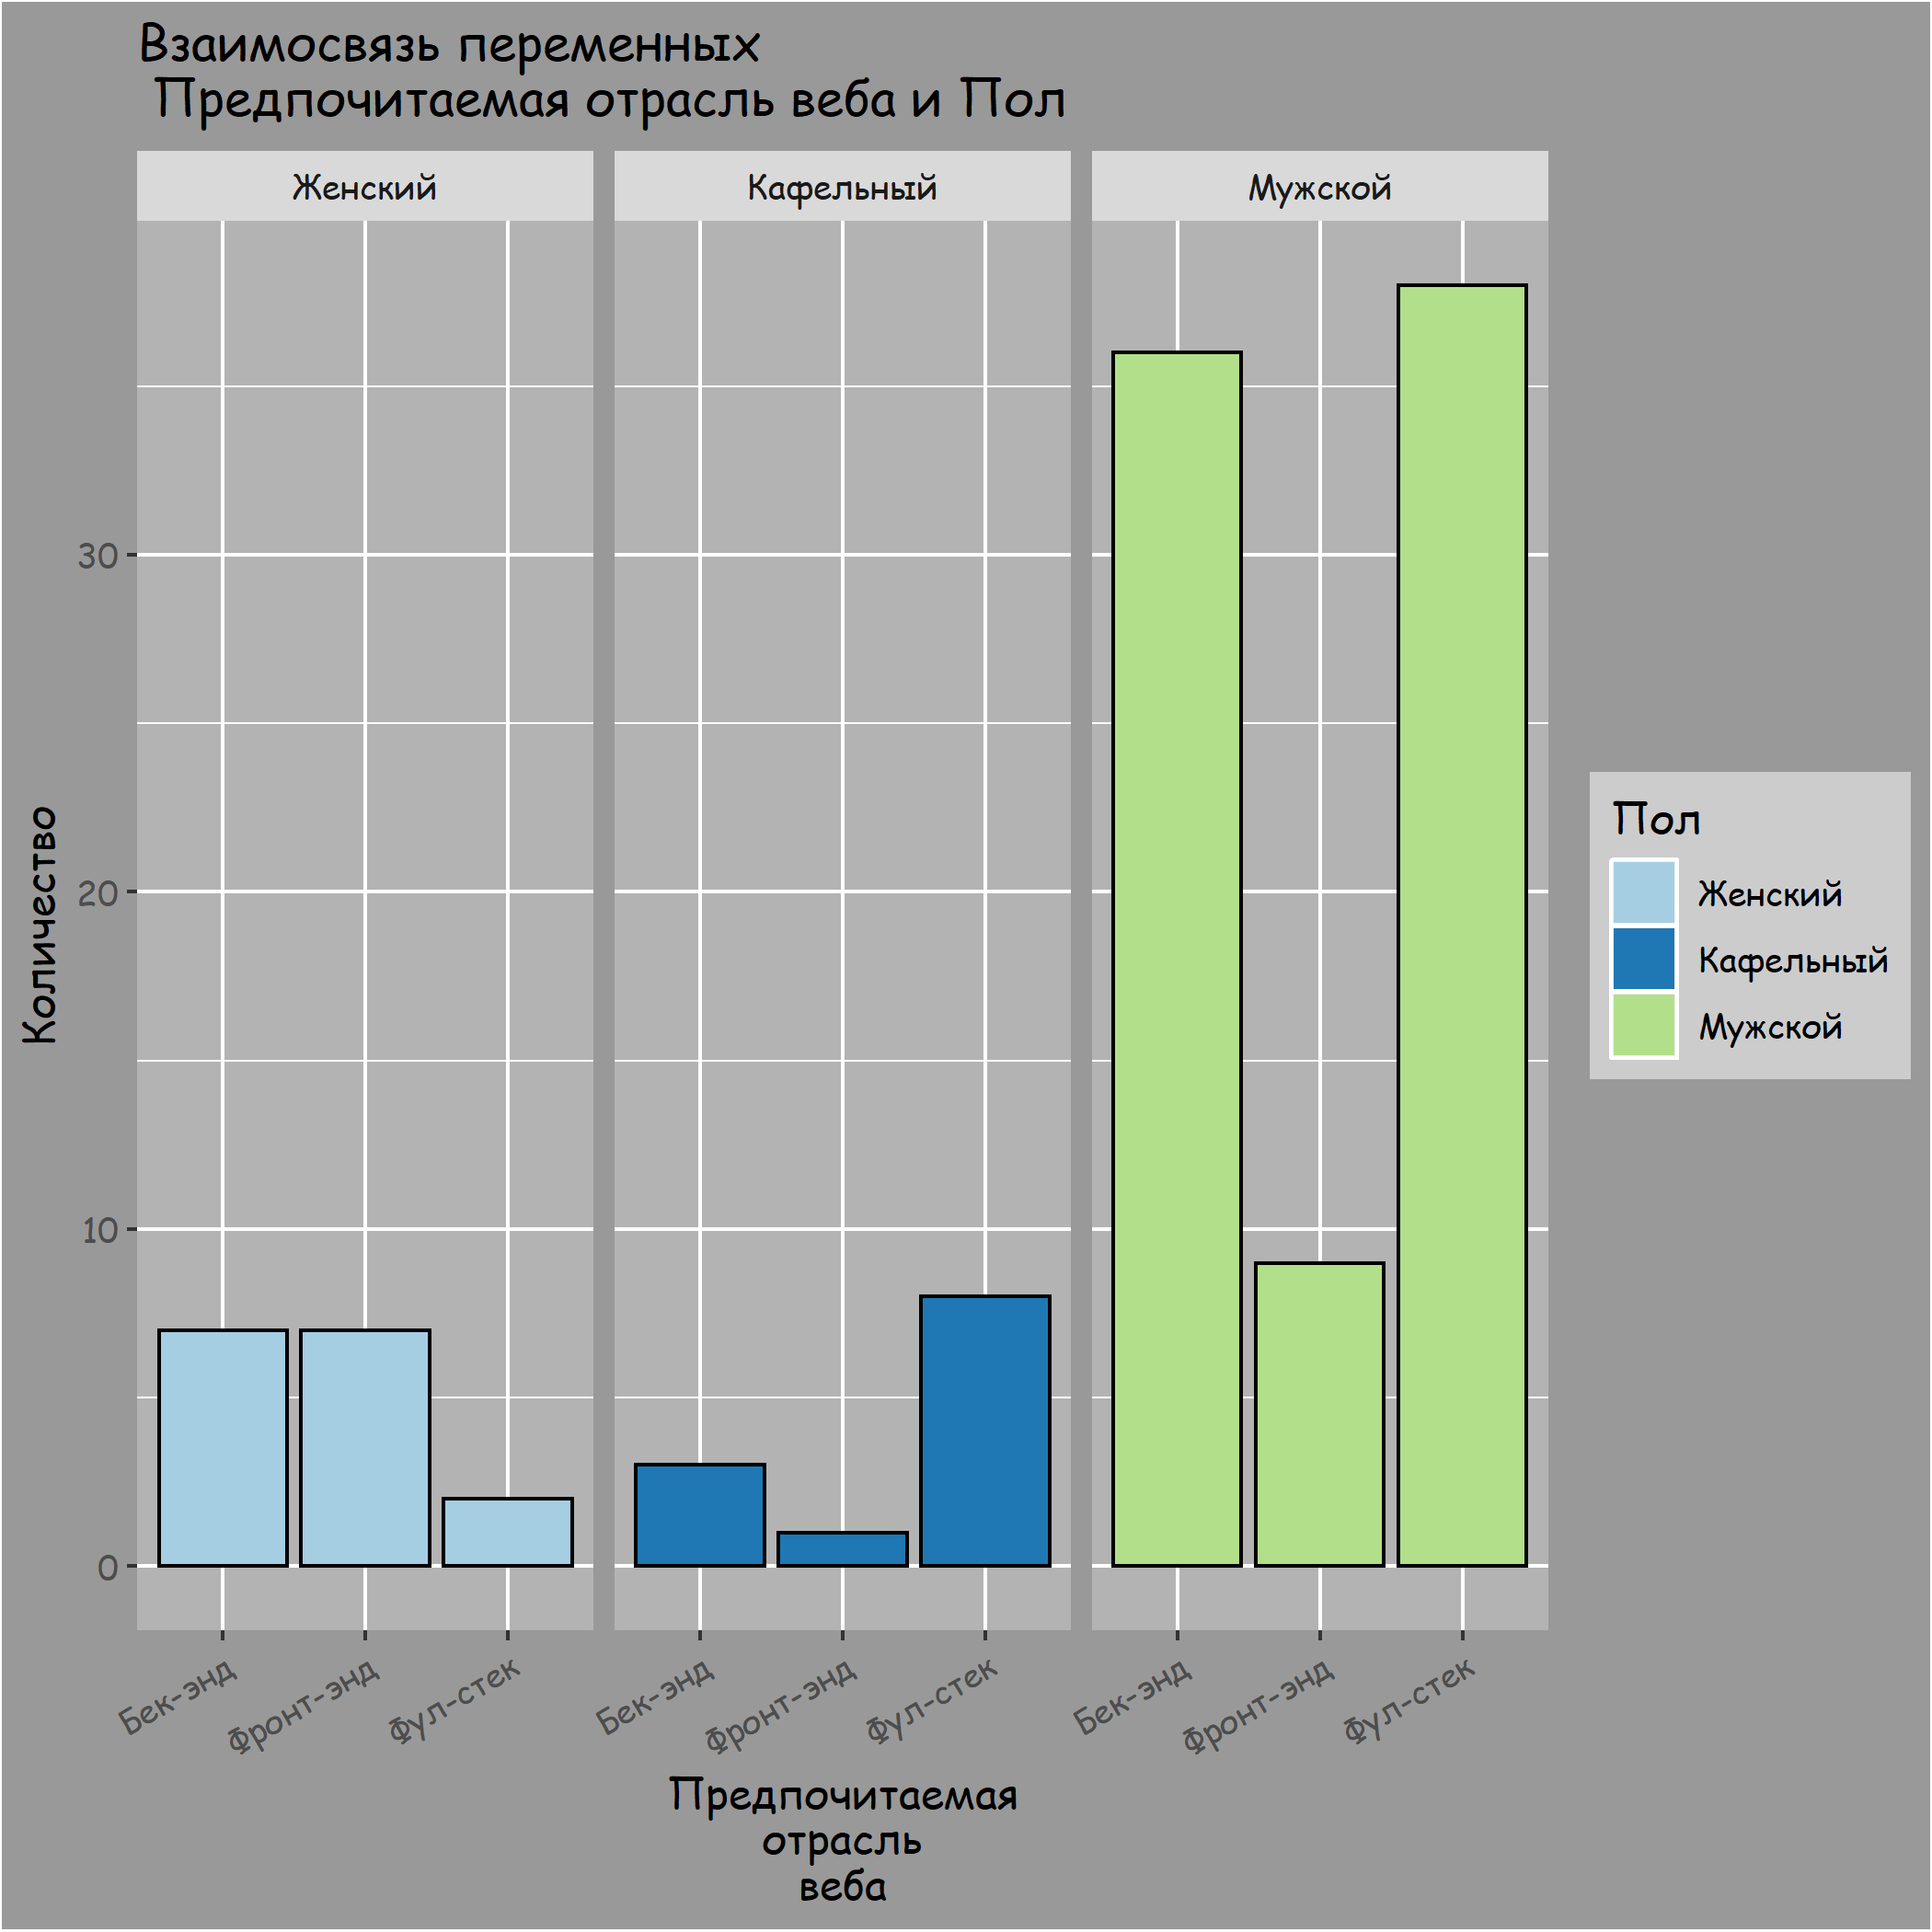 Взаимосвязь переменных
Предпочитаемая отрасль веба и Пол
Женский Кафельный Мужской
30
20
10
0
Количество
Бек-энд Фронт-энд Фул-стек Бек-энд Фронт-энд Фул-стек Бек-энд Фронт-энд Фул-стек
Предпочитаемая
отрасль
веба
Пол
Женский
Кафельный
Мужской